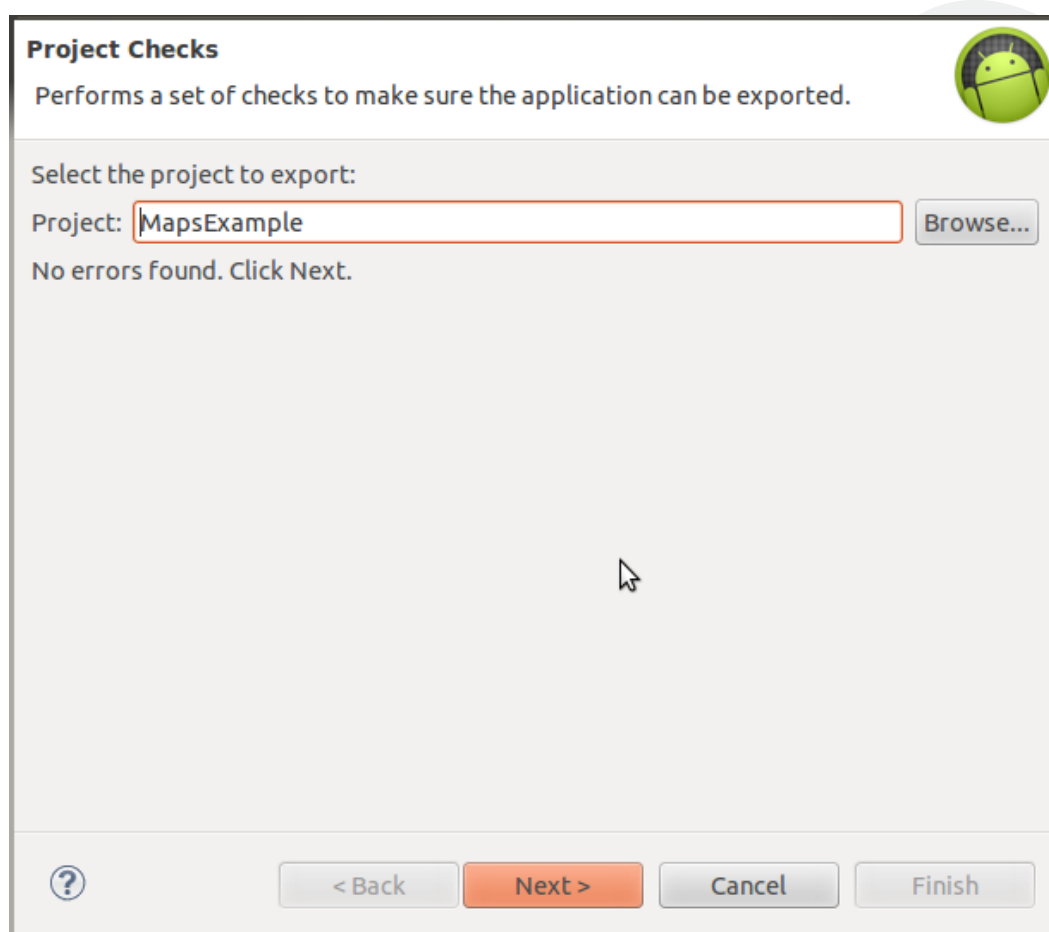 Project Checks
Performs a set of checks to make sure the application can be exported.
Select the project to export:
Project: MapsExample Browse...
No errors found. Click Next.
? < Back Next > Cancel Finish